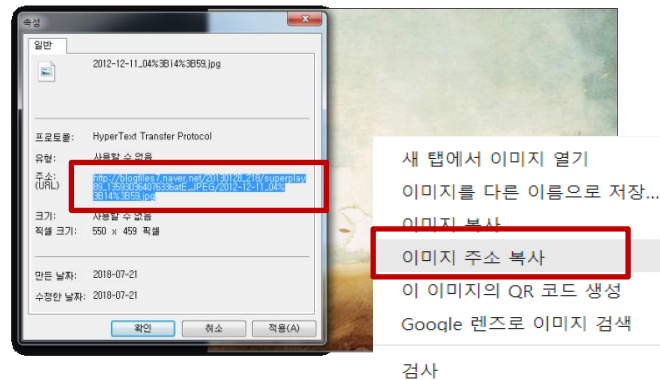 속성
일반
2012-12-11_04%3B14%3B59.jpg
프로토콜: HyperText Transfer Protocol
유형: 사용할 수 없음
주소: http://blogfiles7.naver.net/20130128_218/superplay
(URL) 89_135930364076336atE_JPEG/2012-12-11_04%
3B14%3B59.jpg
크기: 사용할 수 없음
픽셀 크기: 550 x 459 픽셀
만든 날짜: 2018-07-21
수정한 날짜: 2018-07-21
확인 취소 적용(A)
새 탭에서 이미지 열기
이미지를 다른 이름으로 저장...
이미지 복사
이미지 주소 복사
이 이미지의 QR 코드 생성
Google 렌즈로 이미지 검색
검사